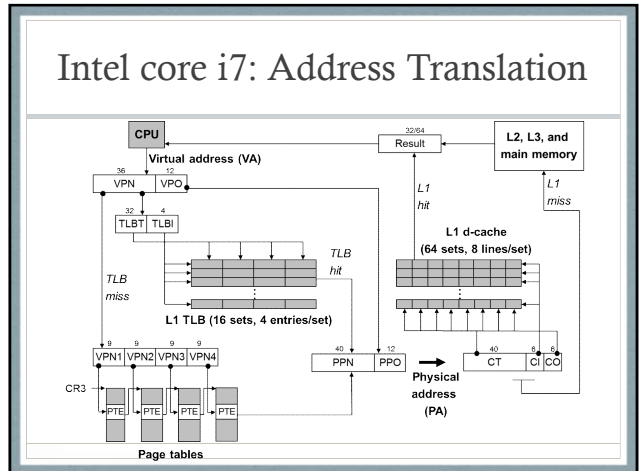 Intel core i7: Address Translation
CPU
32/64
Result
L2, L3, and
main memory
Virtual address (VA)
36
12
VPN
VPO
L1
hit
L1
miss
32
4
TLBT
TLBI
L1 d-cache
(64 sets, 8 lines/set)
TLB
hit
TLB
miss
L1 TLB (16 sets, 4 entries/set)
9
9
9
9
VPN1
VPN2
VPN3
VPN4
40
12
PPN
PPO
40
6
6
CT
CI
CO
Physical
address
(PA)
CR3
PTE
PTE
PTE
PTE
Page tables